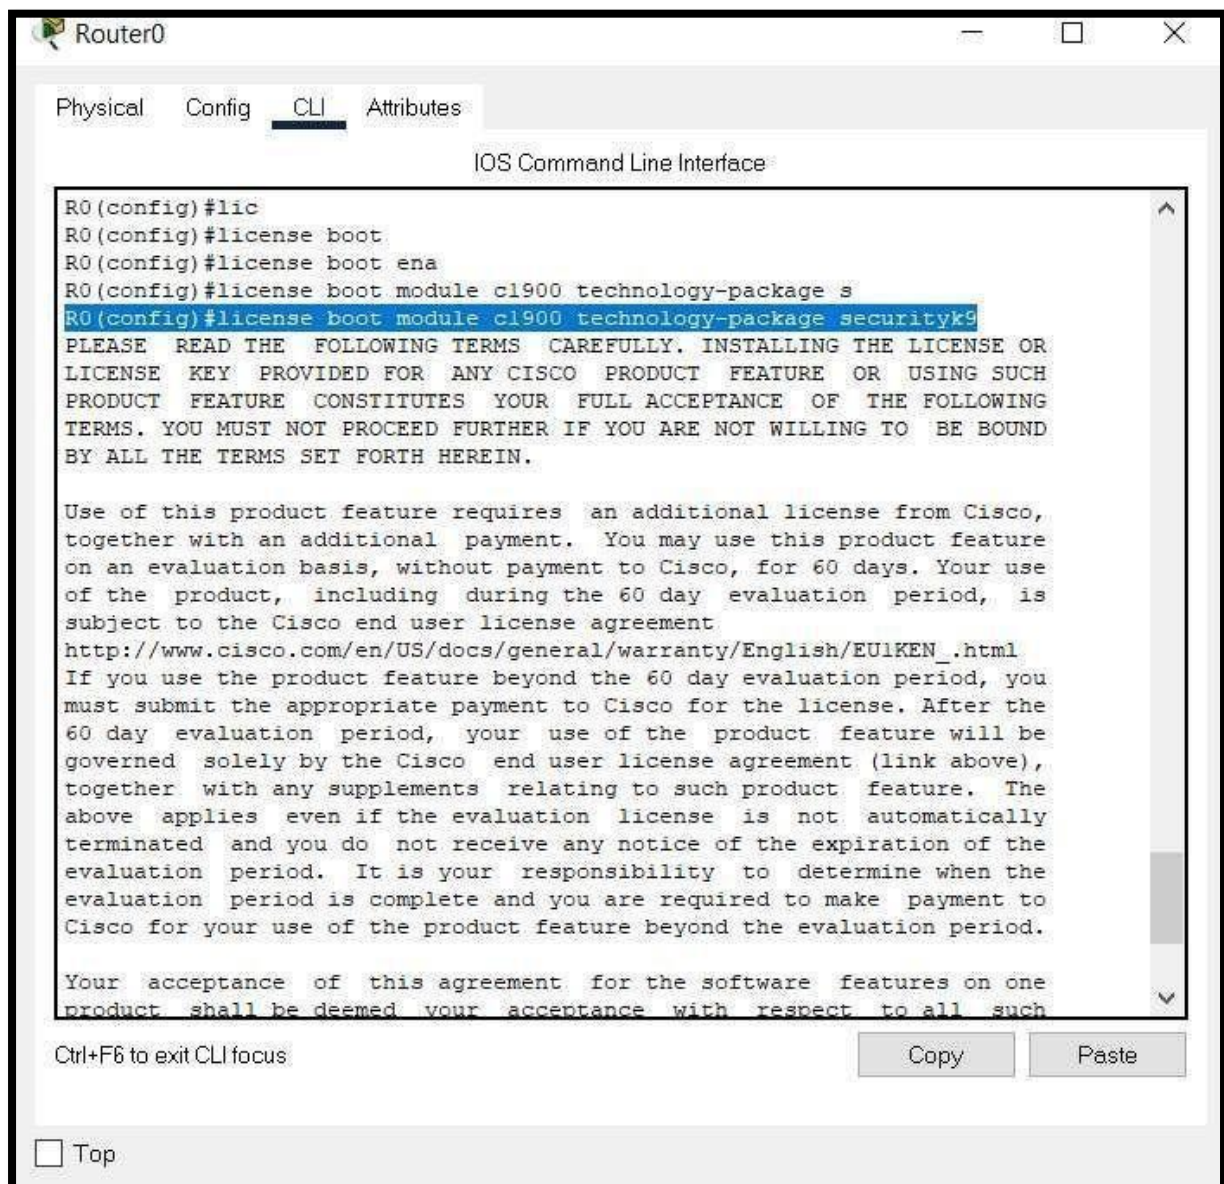 Router0
Physical Config CLI Attributes
IOS Command Line Interface
R0(config)#lic
R0(config)#license boot
R0(config)#license boot ena
R0(config)#license boot module c1900 technology-package s
R0(config)#license boot module c1900 technology-package securityk9
PLEASE READ THE FOLLOWING TERMS CAREFULLY. INSTALLING THE LICENSE OR
LICENSE KEY PROVIDED FOR ANY CISCO PRODUCT FEATURE OR USING SUCH
PRODUCT FEATURE CONSTITUTES YOUR FULL ACCEPTANCE OF THE FOLLOWING
TERMS. YOU MUST NOT PROCEED FURTHER IF YOU ARE NOT WILLING TO BE BOUND
BY ALL THE TERMS SET FORTH HEREIN.
Use of this product feature requires an additional license from Cisco,
together with an additional payment. You may use this product feature
on an evaluation basis, without payment to Cisco, for 60 days. Your use
of the product, including during the 60 day evaluation period, is
subject to the Cisco end user license agreement
http://www.cisco.com/en/US/docs/general/warranty/English/EU1KEN_.html
If you use the product feature beyond the 60 day evaluation period, you
must submit the appropriate payment to Cisco for the license. After the
60 day evaluation period, your use of the product feature will be
governed solely by the Cisco end user license agreement (link above),
together with any supplements relating to such product feature. The
above applies even if the evaluation license is not automatically
terminated and you do not receive any notice of the expiration of the
evaluation period. It is your responsibility to determine when the
evaluation period is complete and you are required to make payment to
Cisco for your use of the product feature beyond the evaluation period.
Your acceptance of this agreement for the software features on one
product shall be deemed your acceptance with respect to all such
Ctrl+F6 to exit CLI focus
Copy Paste
Top